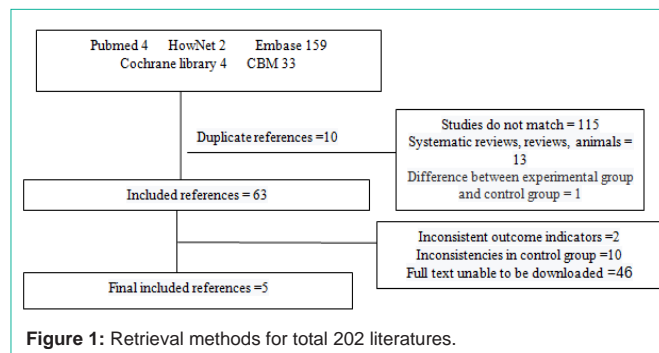 Pubmed 4 HowNet 2 Embase 159
Cochrane library 4 CBM 33
Duplicate references =10
Studies do not match = 115
Systematic reviews, reviews, animals =
13
Difference between experimental group
and control group = 1
Included references = 63
Inconsistent outcome indicators =2
Inconsistencies in control group =10
Full text unable to be downloaded =46
Final included references =5
Figure 1: Retrieval methods for total 202 literatures.